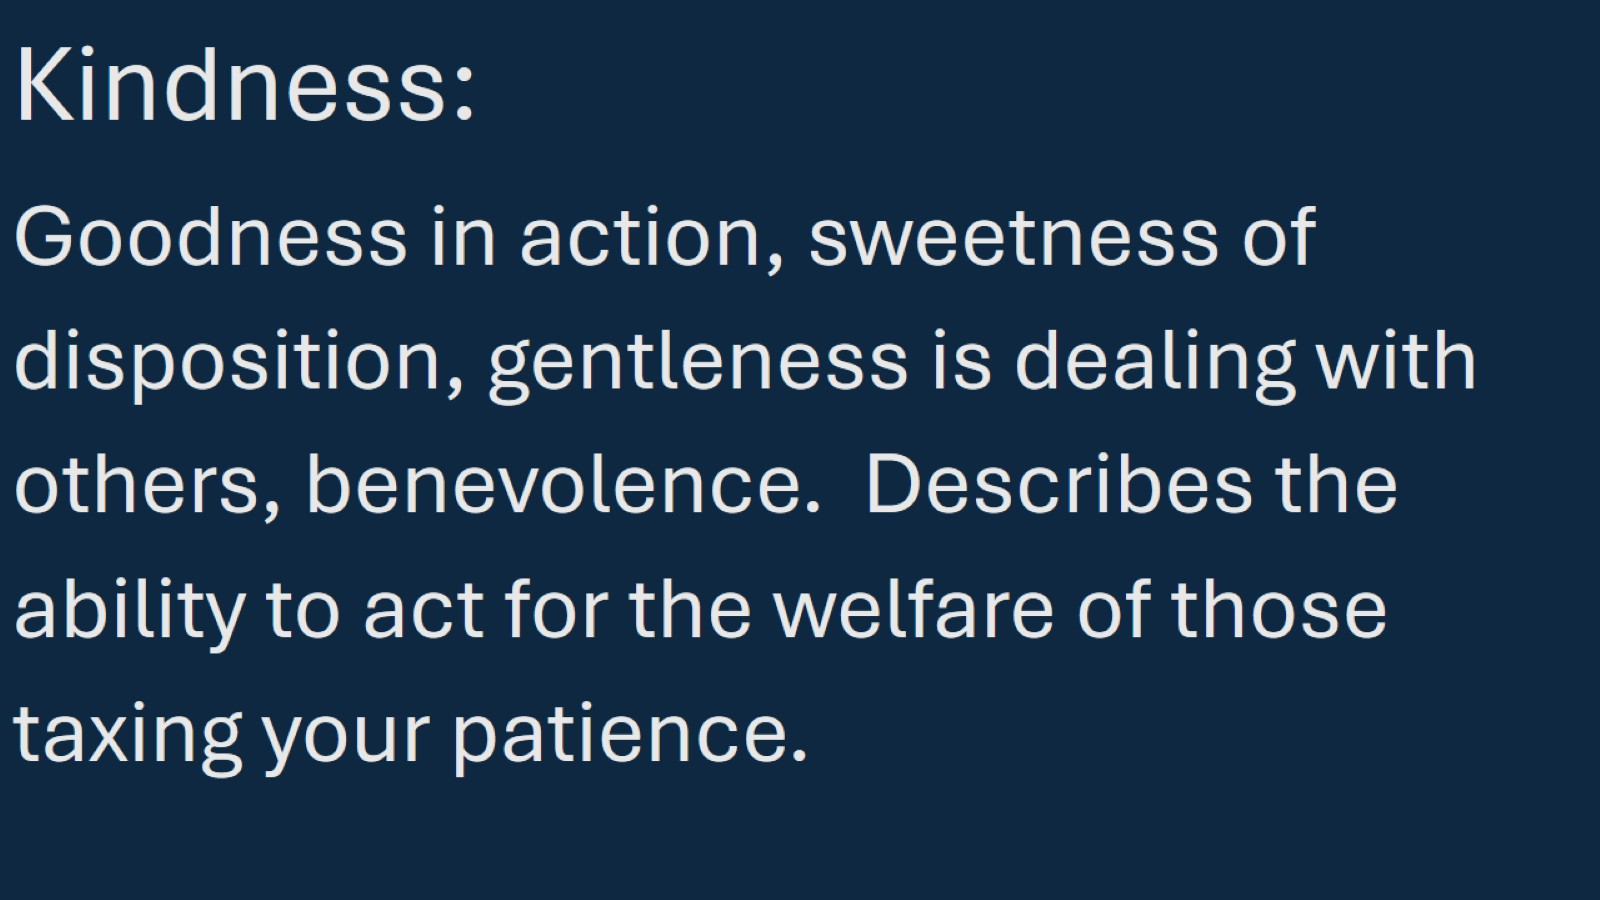 Kindness:
Goodness in action, sweetness of
disposition, gentleness is dealing with
others, benevolence.  Describes the
ability to act for the welfare of those
taxing your patience.